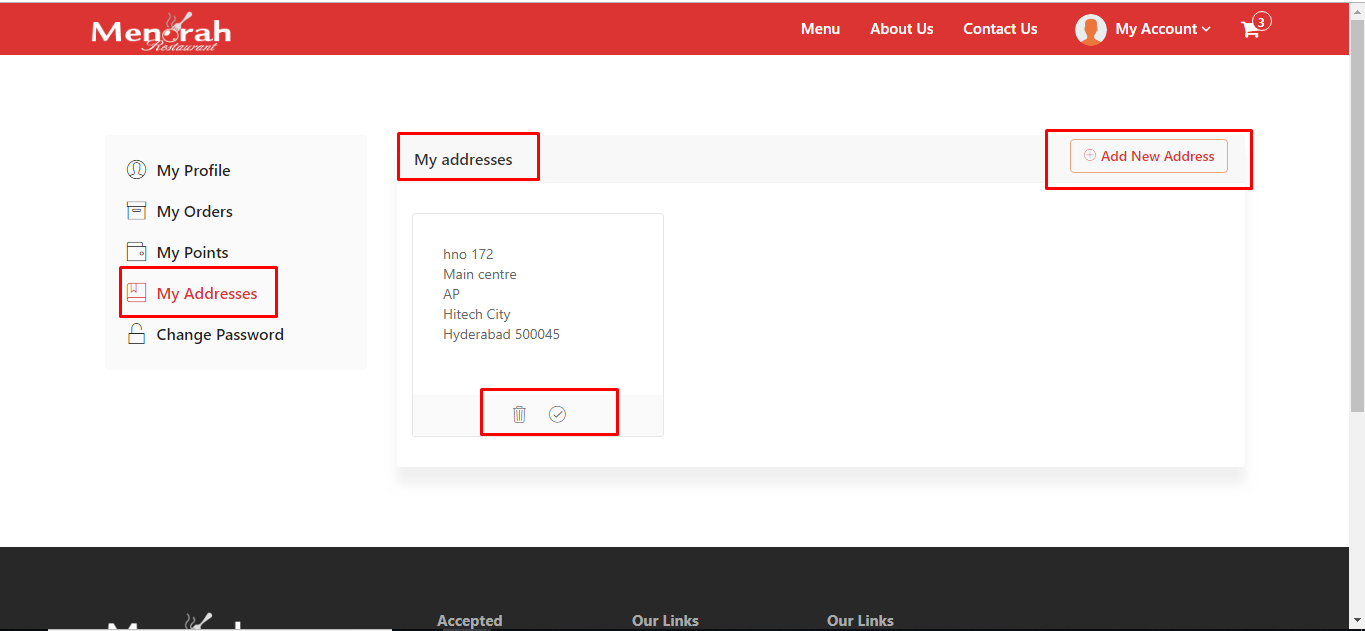 Menorah
Restaurant
Menu About Us Contact Us My Account 3
My Profile
My Orders
My Points
My Addresses
Change Password
My addresses
Add New Address
hno 172
Main centre
AP
Hitech City
Hyderabad 500045
Accepted Our Links Our Links